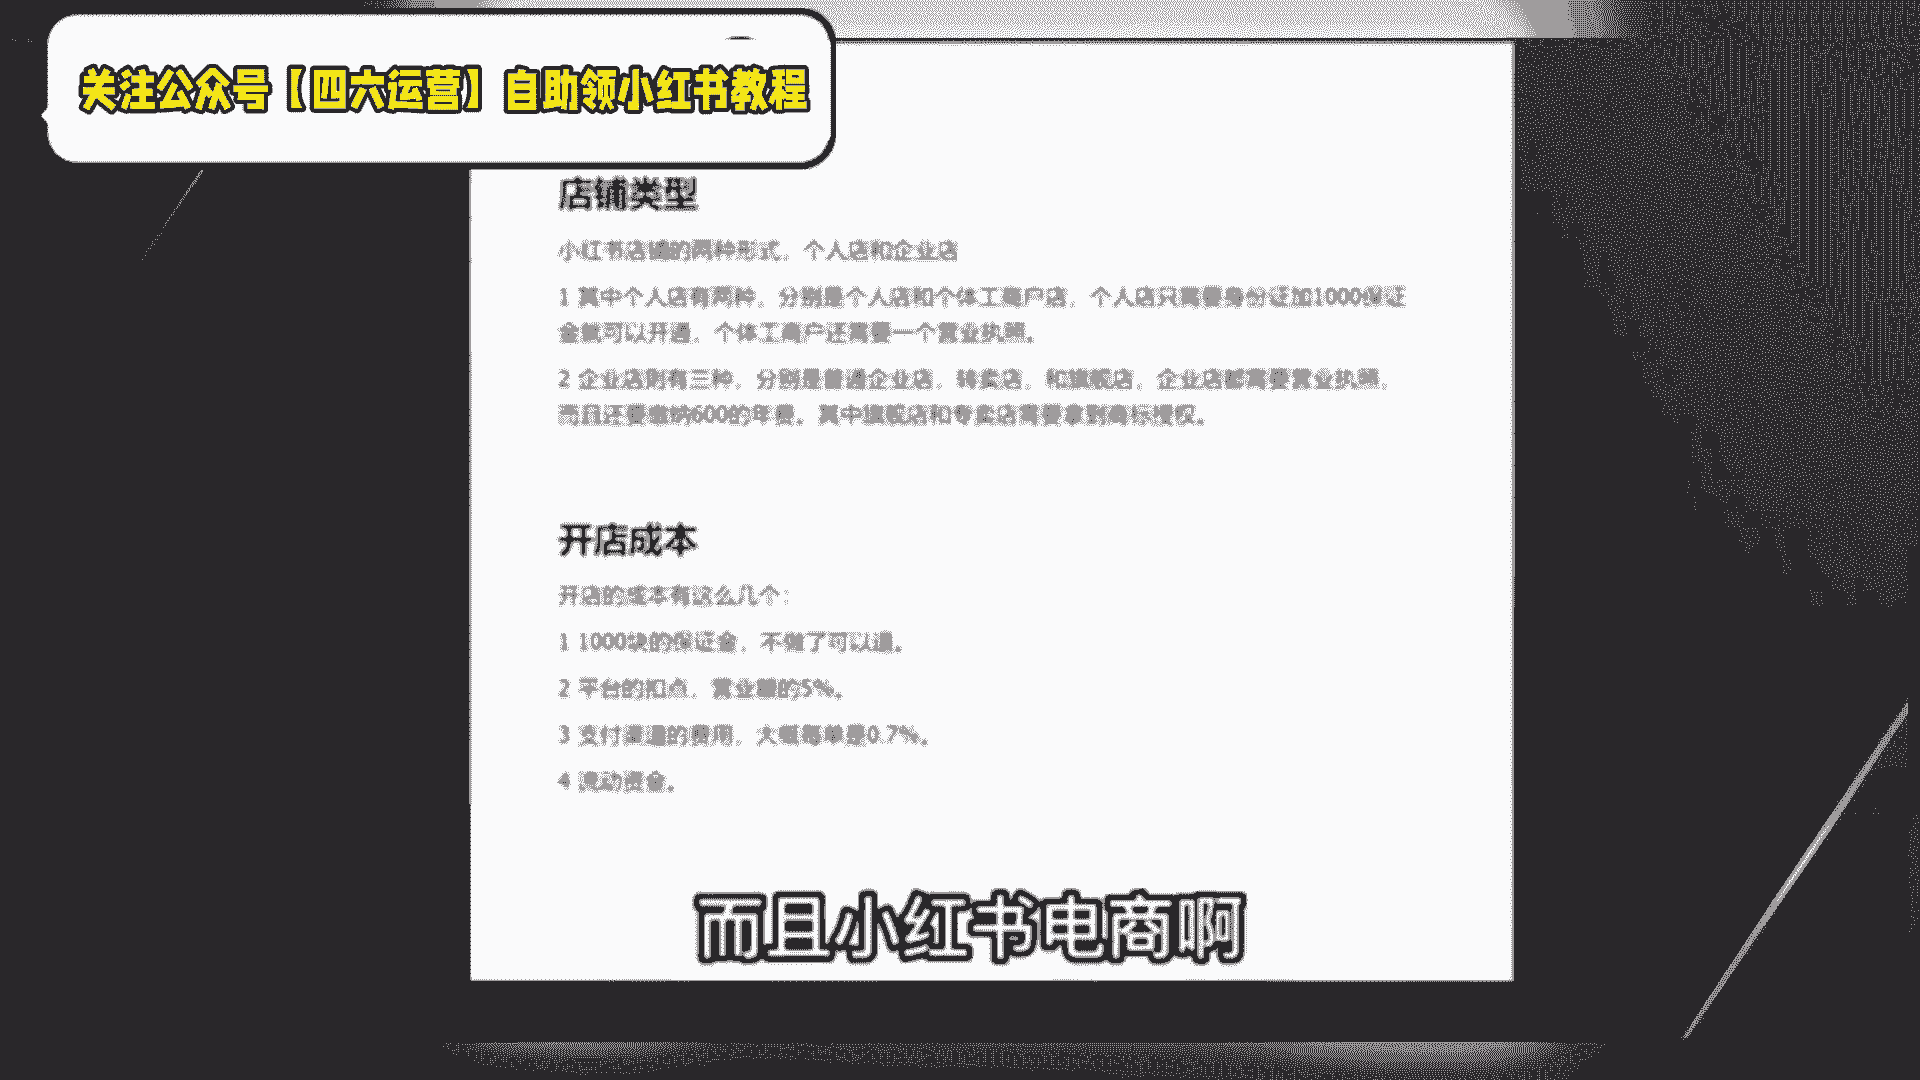 关注公众号【四六运营】自助领小红书教程
店铺类型
小红书店铺的两种形式，个人店和企业店
1 其中个人店有两种，分别是个人店和个体工商户店，个人店只需要身份证加1000保证
金就可以开通，个体工商户还需要一个营业执照。
2 企业店则有三种，分别是普通企业店，转卖店，和旗舰店，企业店都需要营业执照，
而且还要缴纳600的年费。其中旗舰店和专卖店需要拿到商标授权。
开店成本
开店的成本有这么几个：
1 1000块的保证金，不做了可以退。
2 平台的扣点，营业额的5%。
3 支付渠道的费用，大概每单是0.7%。
4 流动资金。
而且小红书电商啊